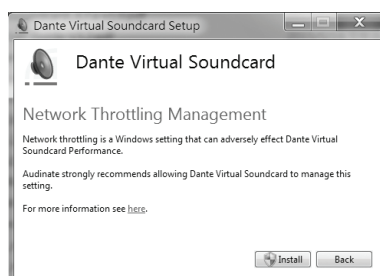 Dante Virtual Soundcard Setup
Dante Virtual Soundcard
Network Throttling Management
Network throttling is a Windows setting that can adversely effect Dante Virtual
Soundcard Performance.
Audinate strongly recommends allowing Dante Virtual Soundcard to manage this
setting.
For more information see here.
Install
Back